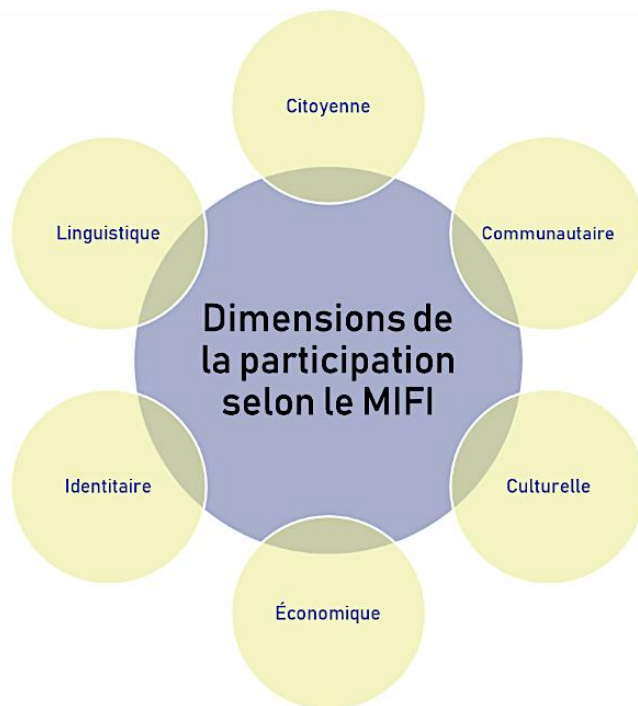 Citoyenne
Linguistique
Communautaire
Dimensions de
la participation
selon le MIFI
Identitaire
Culturelle
Économique